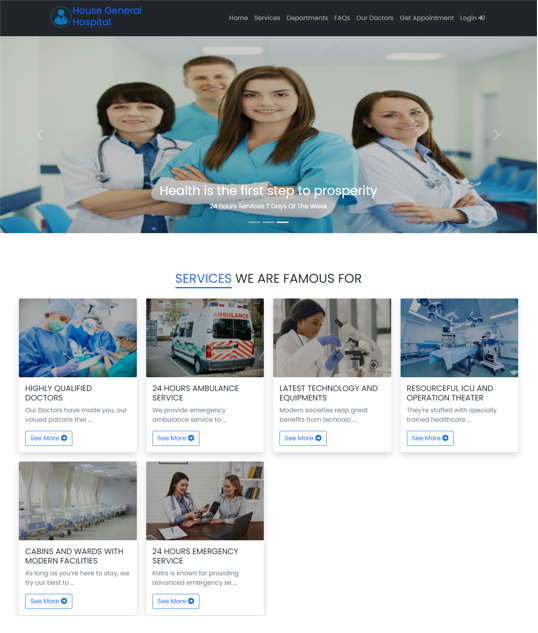 House General
Hospital
Home Services Departments FAQs Our Doctors Get Appointment Login
Health is the first step to prosperity
24 hours Services 7 Days Of The Week
SERVICES WE ARE FAMOUS FOR
AMBULANCE
HIGHLY QUALIFIED
DOCTORS
Our Doctors have made you, our
valued patrons thei ...
See More
24 HOURS AMBULANCE
SERVICE
We provide emergency
ambulance service to ...
See More
LATEST TECHNOLOGY AND
EQUIPMENTS
Modern societies reap great
benefits from technolo ...
See More
RESOURCEFUL ICU AND
OPERATION THEATER
They're staffed with specially
trained healthcare ...
See More
CABINS AND WARDS WITH
MODERN FACILITIES
As long as you're here to stay, we
try our best to ...
See More
24 HOURS EMERGENCY
SERVICE
Kalra is known for providing
advanced emergency se ...
See More